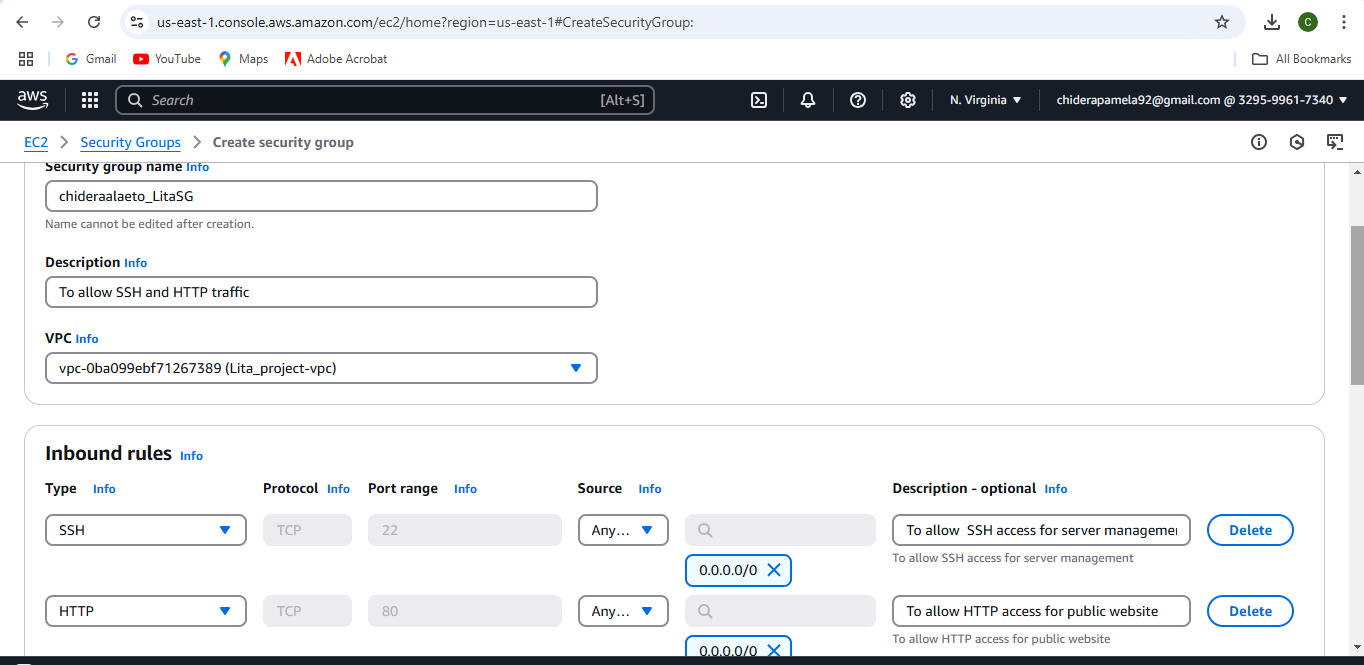 us-east-1.console.aws.amazon.com/ec2/home?region=us-east-1#CreateSecurityGroup:
C
Gmail YouTube Maps Adobe Acrobat All Bookmarks
aws Search [Alt+S] N. Virginia chiderapamela92@gmail.com @ 3295-9961-7340
EC2 Security Groups Create security group
Security group name Info
chideraalaeto_LitaSG
Name cannot be edited after creation.
Description Info
To allow SSH and HTTP traffic
VPC Info
vpc-0ba099ebf71267389 (Lita_project-vpc)
Inbound rules Info
Type Info Protocol Info Port range Info Source Info Description - optional Info
SSH TCP 22 Any... To allow  SSH access for server managemen Delete
To allow SSH access for server management
0.0.0.0/0
HTTP TCP 80 Any... To allow HTTP access for public website Delete
To allow HTTP access for public website
0.0.0.0/0